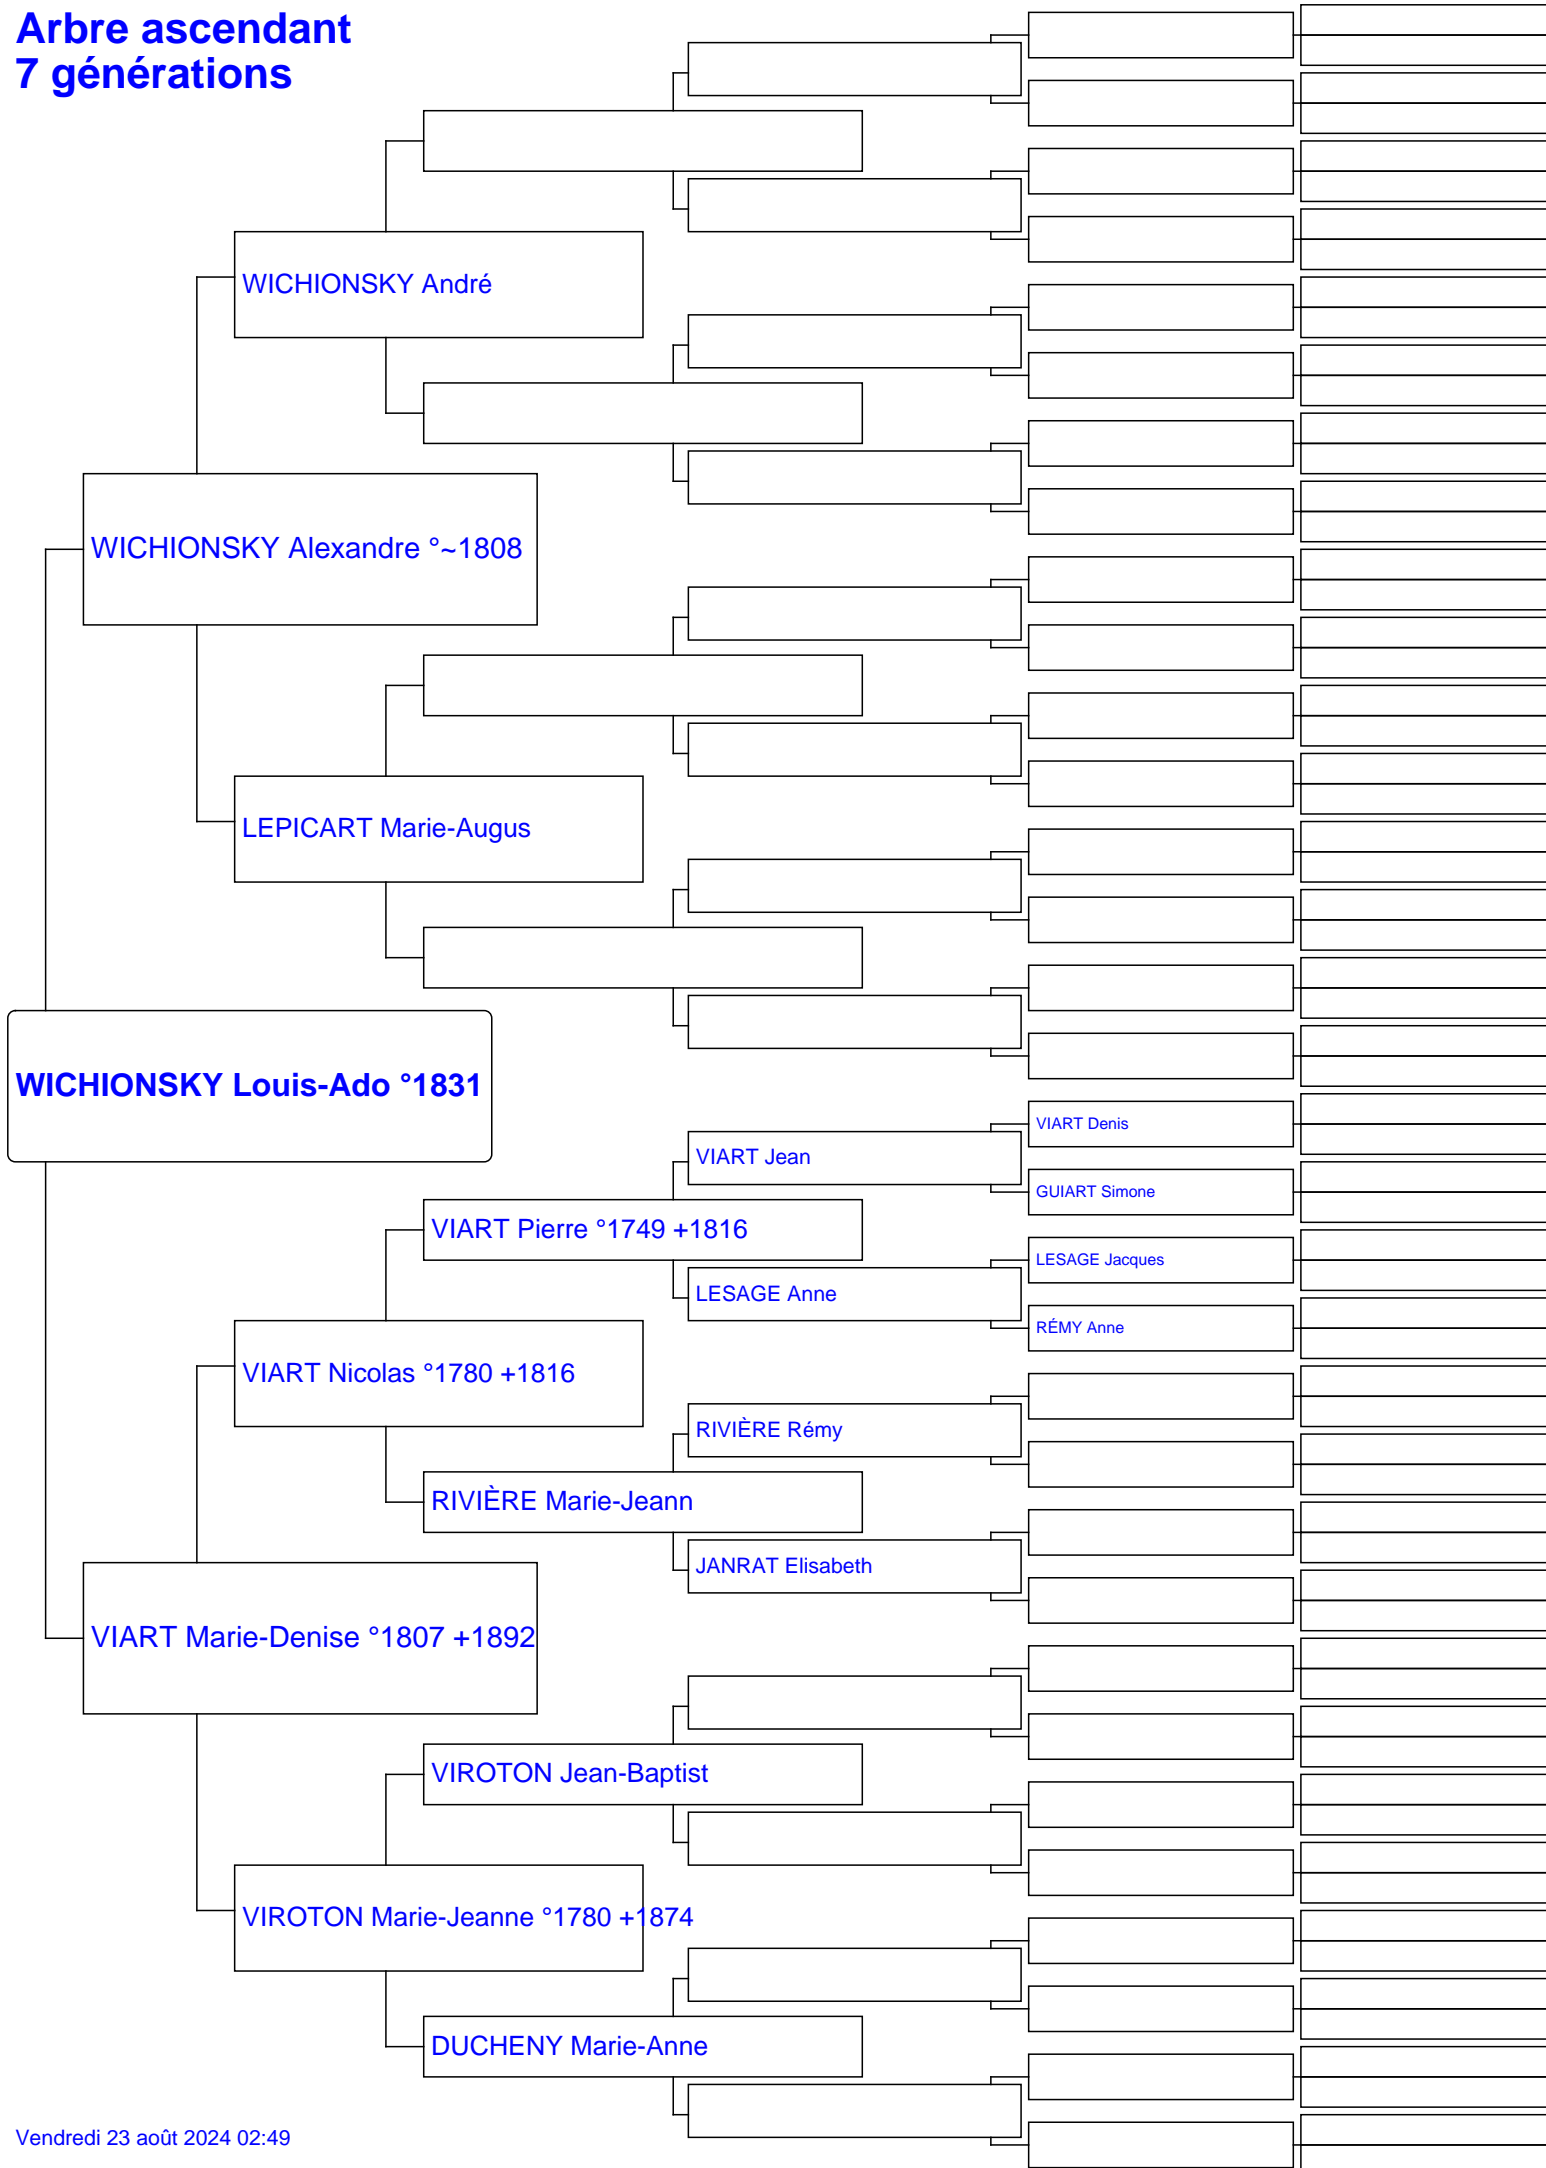 Arbre ascendant
7 générations
WICHIONSKY André
WICHIONSKY Alexandre °~1808
LEPICART Marie-Augus
WICHIONSKY Louis-Ado °1831
VIART Denis
VIART Jean
GUIART Simone
VIART Pierre °1749 +1816
LESAGE Jacques
LESAGE Anne
RÉMY Anne
VIART Nicolas °1780 +1816
RIVIÈRE Rémy
RIVIÈRE Marie-Jeann
JANRAT Elisabeth
VIART Marie-Denise °1807 +1892
VIROTON Jean-Baptist
VIROTON Marie-Jeanne °1780 +1874
DUCHENY Marie-Anne
Vendredi 23 août 2024 02:49